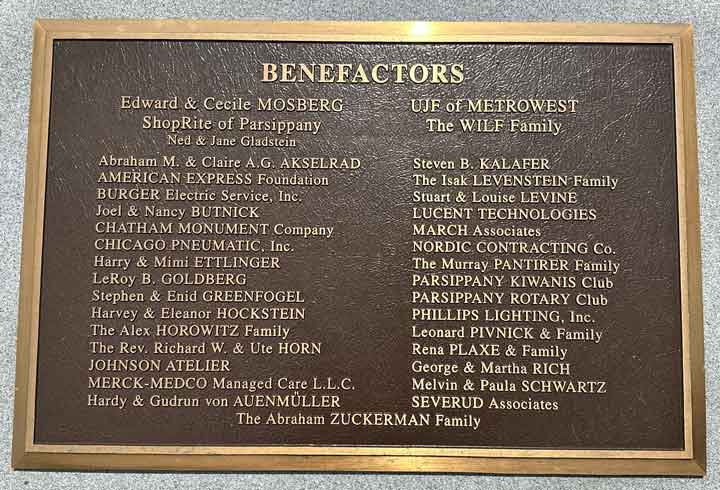 BENEFACTORS
Edward & Cecile MOSBERG
ShopRite of Parsippany
Ned & Jane Gladstein
UJF of METROWEST
The WILF Family
Abraham M. & Claire A.G. AKSELRAD
AMERICAN EXPRESS Foundation
BURGER Electric Service, Inc.
Joel & Nancy BUTNICK
CHATHAM MONUMENT Company
CHICAGO PNEUMATIC, Inc.
Harry & Mimi ETTLINGER
LeRoy B. GOLDBERG
Stephen & Enid GREENFOGEL
Harvey & Eleanor HOCKSTEIN
The Alex HOROWITZ Family
The Rev. Richard W. & Ute HORN
JOHNSON ATELIER
MERCK-MEDCO Managed Care L.L.C.
Hardy & Gudrun von AUENMÜLLER
Steven B. KALAFER
The Isak LEVENSTEIN Family
Stuart & Louise LEVINE
LUCENT TECHNOLOGIES
MARCH Associates
NORDIC CONTRACTING Co.
The Murray PANTIRER Family
PARSIPPANY KIWANIS Club
PARSIPPANY ROTARY Club
PHILLIPS LIGHTING, Inc.
Leonard PIVNICK & Family
Rena PLAXE & Family
George & Martha RICH
Melvin & Paula SCHWARTZ
SEVERUD Associates
The Abraham ZUCKERMAN Family